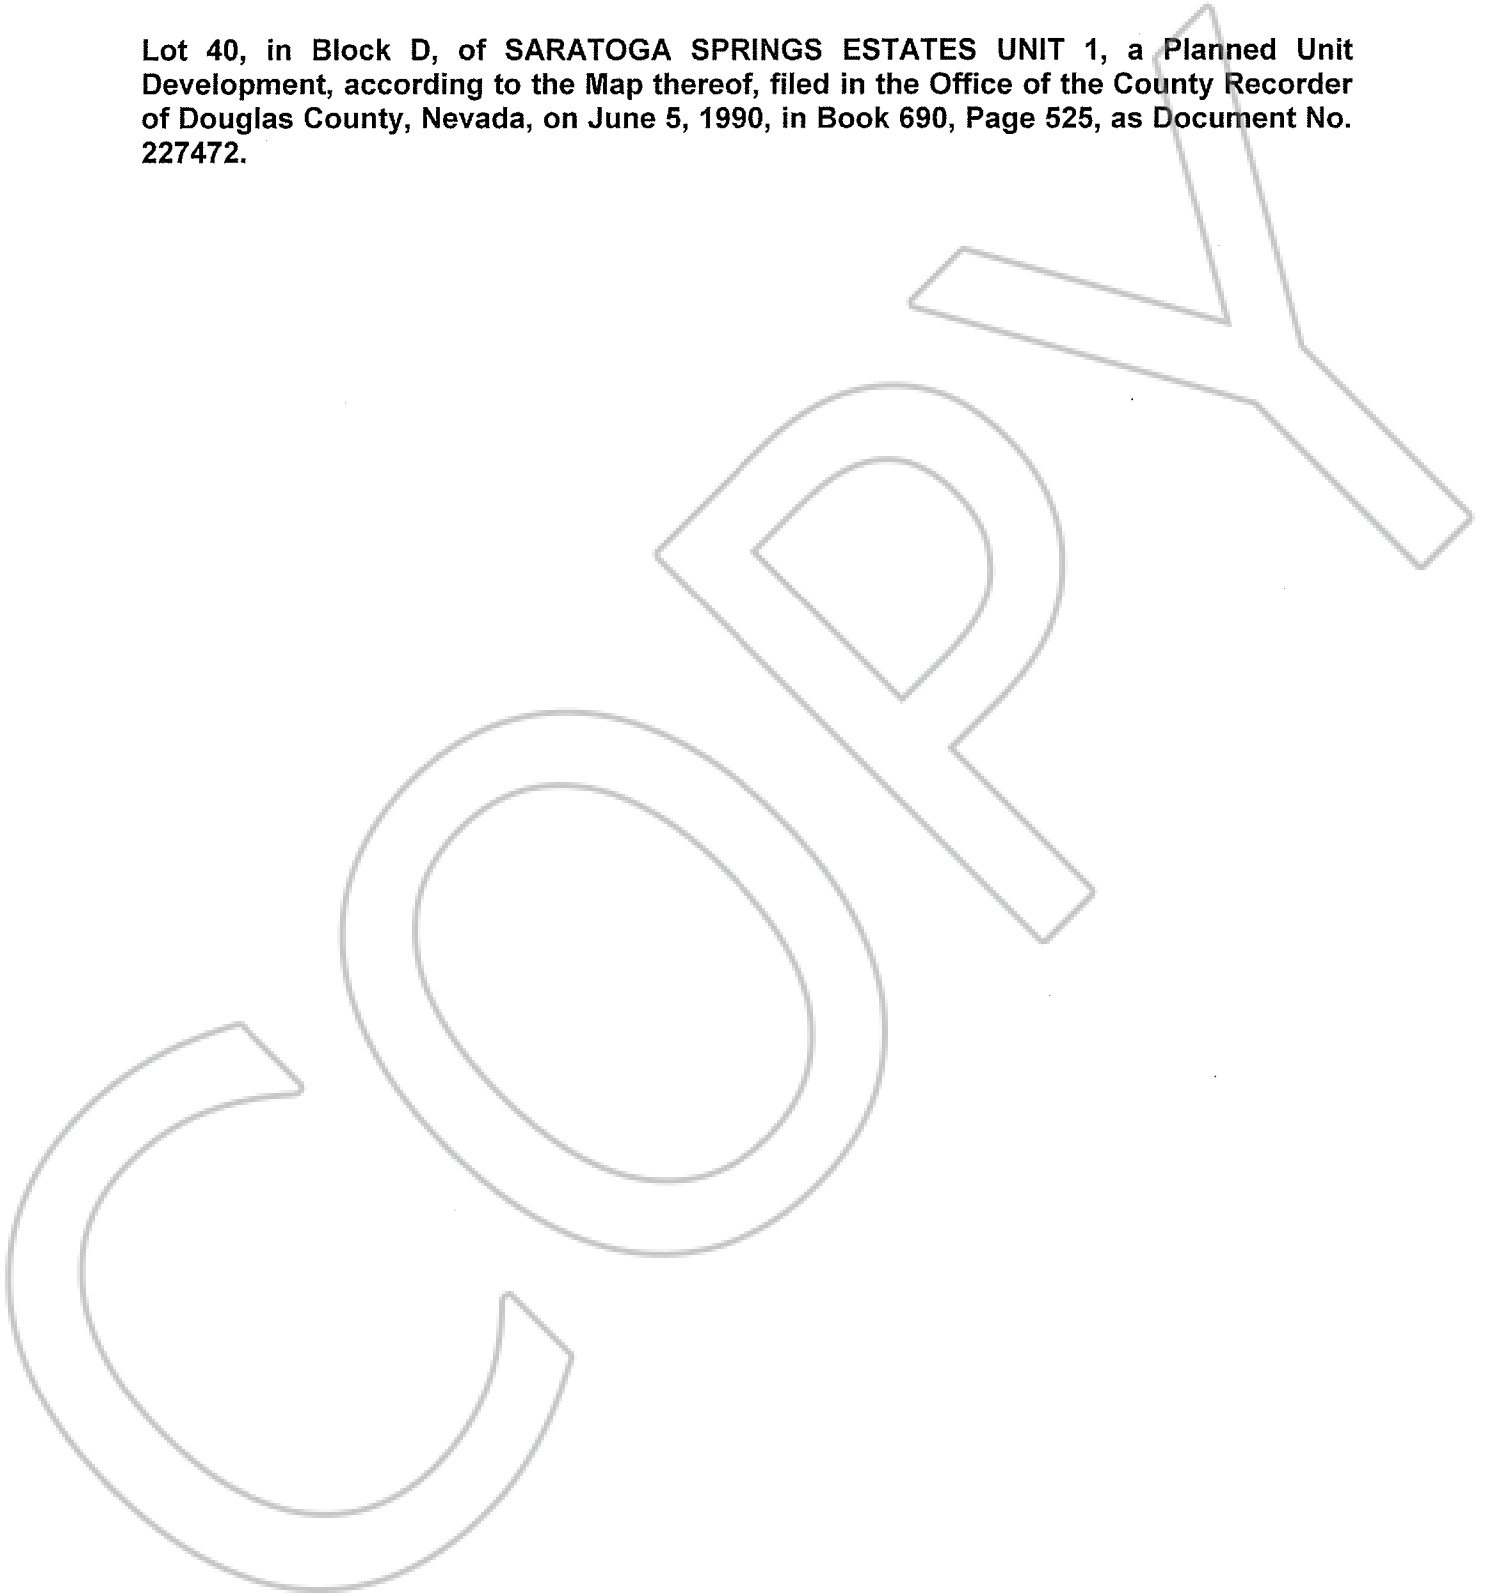 Lot 40, in Block D, of SARATOGA SPRINGS ESTATES UNIT 1, a Planned Unit
Development, according to the Map thereof, filed in the Office of the County Recorder
of Douglas County, Nevada, on June 5, 1990, in Book 690, Page 525, as Document No.
227472.
COPY